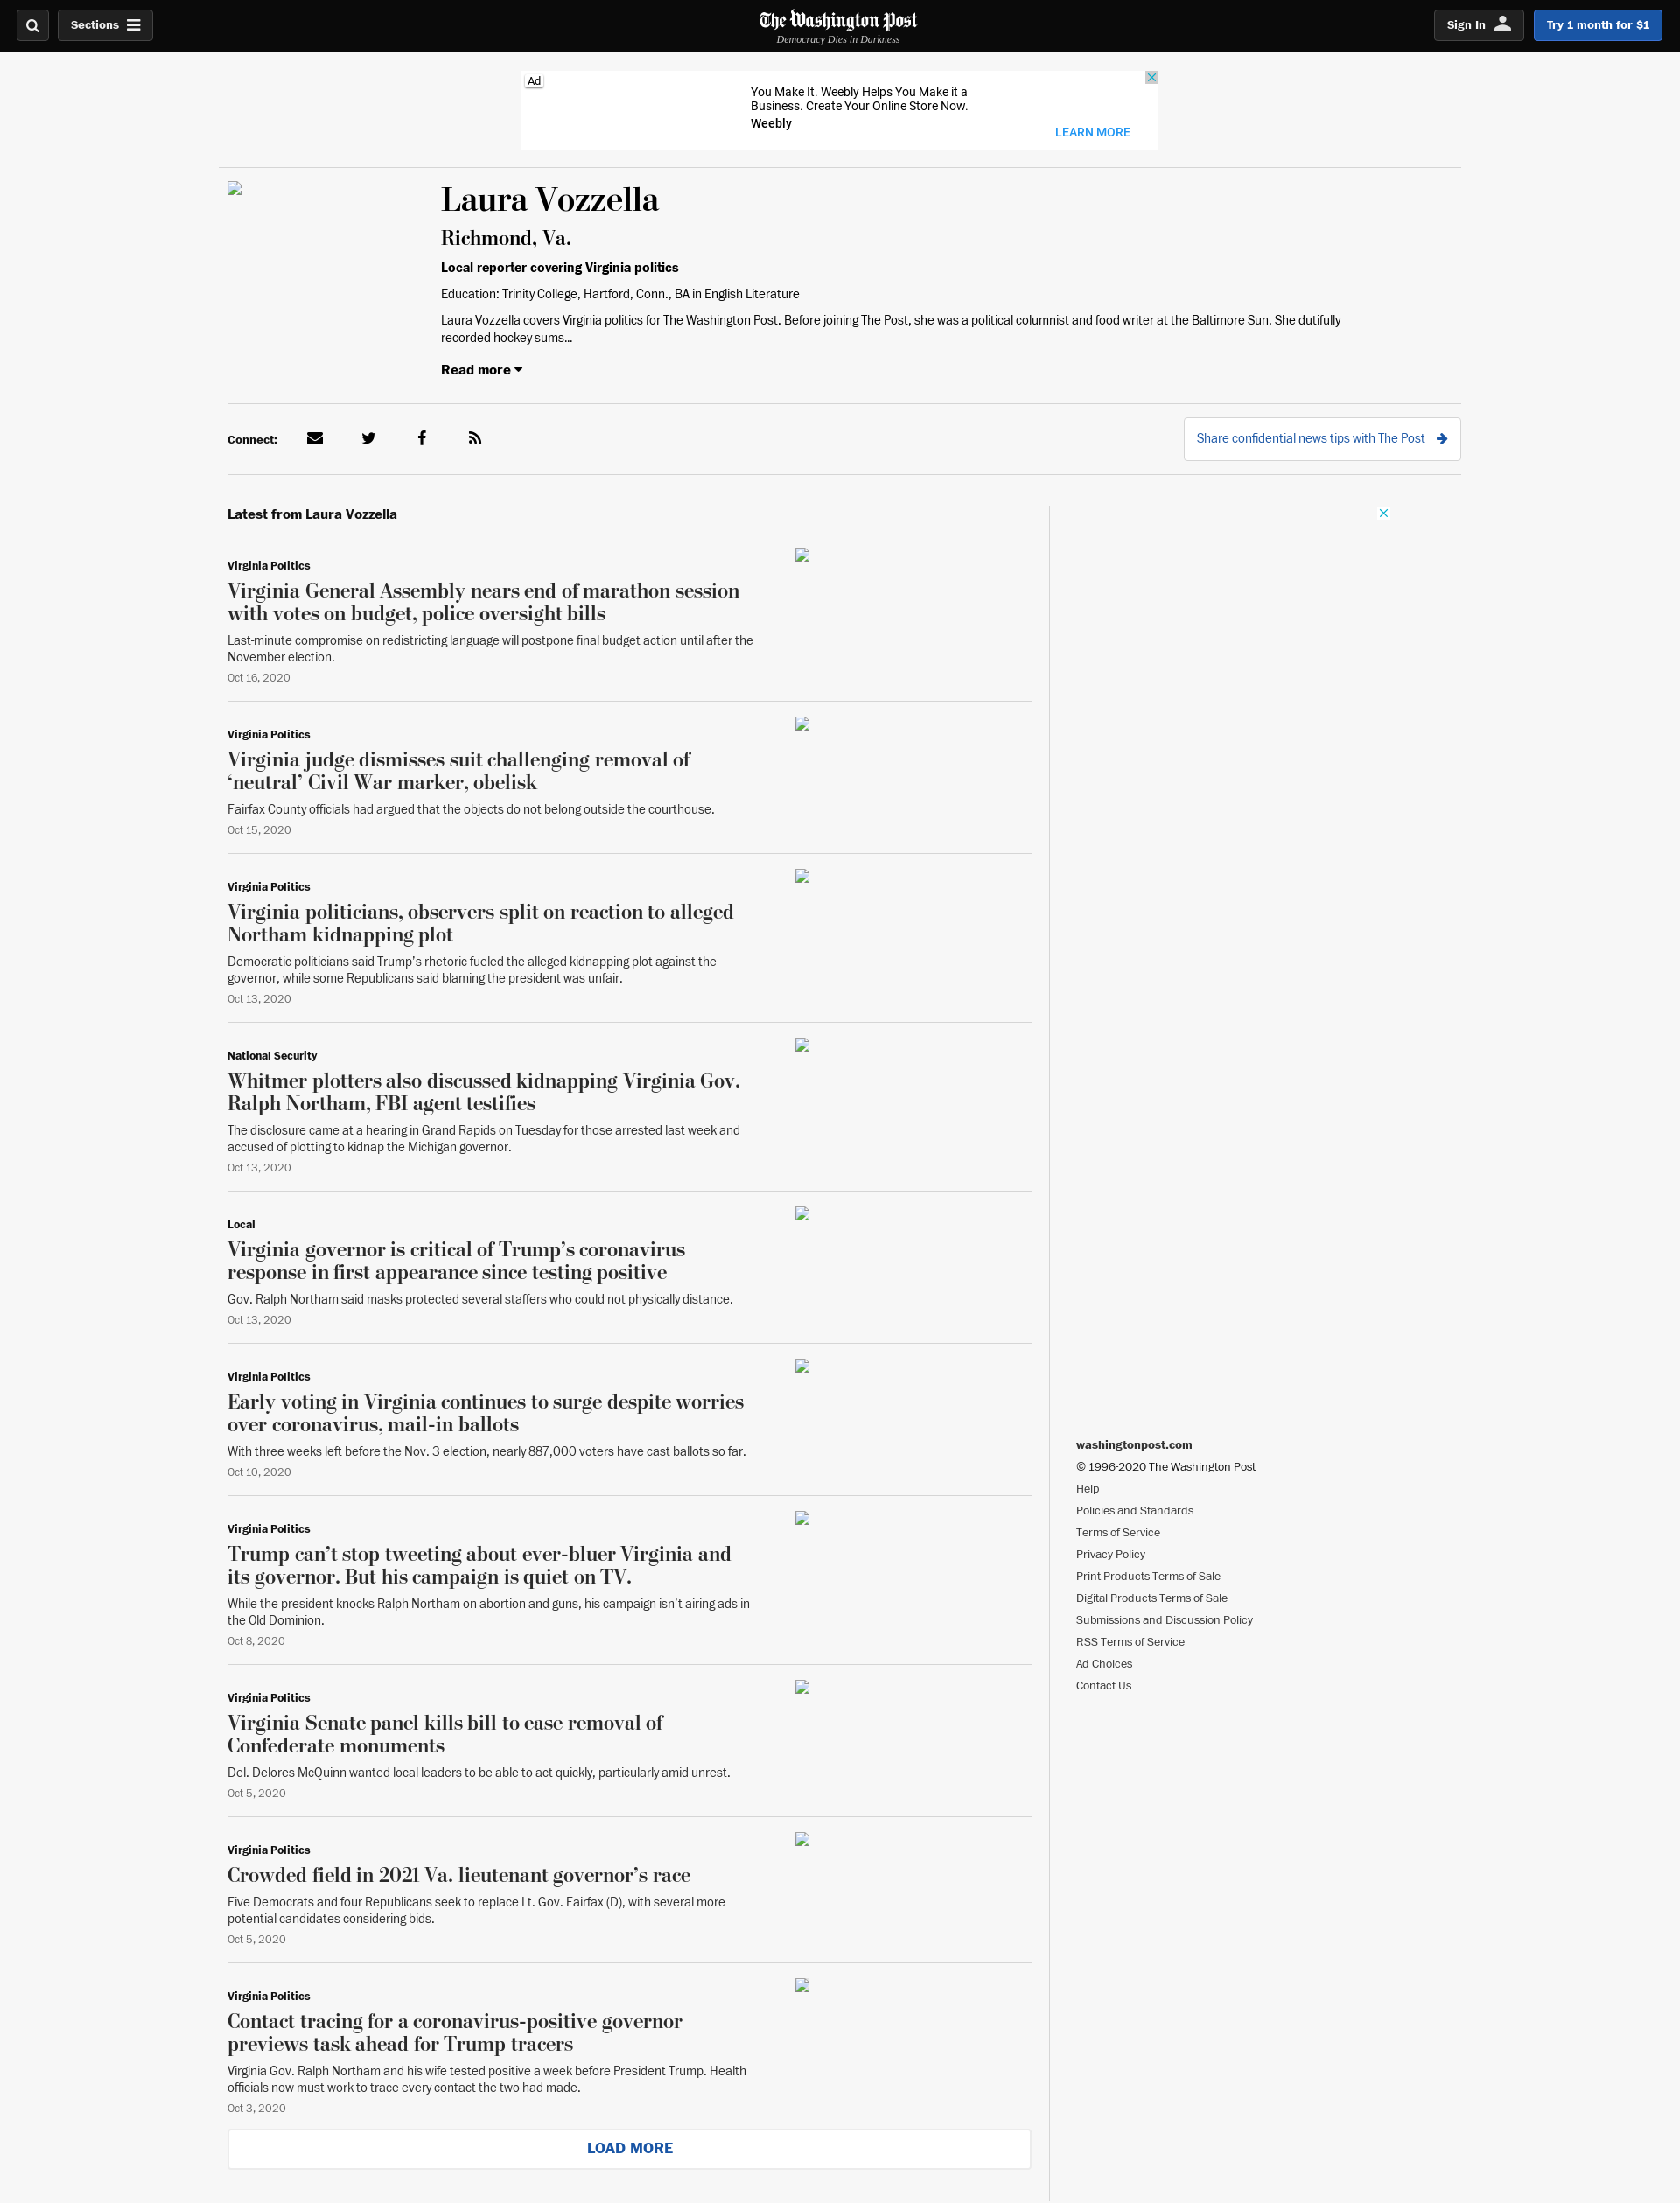 Sections
The Washington Post
Democracy Dies in Darkness
Sign In
Try 1 month for $1
Ad
You Make It. Weebly Helps You Make it a
Business. Create Your Online Store Now.
Weebly
LEARN MORE
Laura Vozzella
Richmond, Va.
Local reporter covering Virginia politics
Education: Trinity College, Hartford, Conn., BA in English Literature
Laura Vozzella covers Virginia politics for The Washington Post. Before joining The Post, she was a political columnist and food writer at the Baltimore Sun. She dutifully
recorded hockey sums...
Read more
Connect:
Share confidential news tips with The Post
Latest from Laura Vozzella
Virginia Politics
Virginia General Assembly nears end of marathon session
with votes on budget, police oversight bills
Last-minute compromise on redistricting language will postpone final budget action until after the
November election.
Oct 16, 2020
Virginia Politics
Virginia judge dismisses suit challenging removal of
‘neutral’ Civil War marker, obelisk
Fairfax County officials had argued that the objects do not belong outside the courthouse.
Oct 15, 2020
Virginia Politics
Virginia politicians, observers split on reaction to alleged
Northam kidnapping plot
Democratic politicians said Trump’s rhetoric fueled the alleged kidnapping plot against the
governor, while some Republicans said blaming the president was unfair.
Oct 13, 2020
National Security
Whitmer plotters also discussed kidnapping Virginia Gov.
Ralph Northam, FBI agent testifies
The disclosure came at a hearing in Grand Rapids on Tuesday for those arrested last week and
accused of plotting to kidnap the Michigan governor.
Oct 13, 2020
Local
Virginia governor is critical of Trump’s coronavirus
response in first appearance since testing positive
Gov. Ralph Northam said masks protected several staffers who could not physically distance.
Oct 13, 2020
Virginia Politics
Early voting in Virginia continues to surge despite worries
over coronavirus, mail-in ballots
With three weeks left before the Nov. 3 election, nearly 887,000 voters have cast ballots so far.
Oct 10, 2020
Virginia Politics
Trump can’t stop tweeting about ever-bluer Virginia and
its governor. But his campaign is quiet on TV.
While the president knocks Ralph Northam on abortion and guns, his campaign isn’t airing ads in
the Old Dominion.
Oct 8, 2020
Virginia Politics
Virginia Senate panel kills bill to ease removal of
Confederate monuments
Del. Delores McQuinn wanted local leaders to be able to act quickly, particularly amid unrest.
Oct 5, 2020
Virginia Politics
Crowded field in 2021 Va. lieutenant governor’s race
Five Democrats and four Republicans seek to replace Lt. Gov. Fairfax (D), with several more
potential candidates considering bids.
Oct 5, 2020
Virginia Politics
Contact tracing for a coronavirus-positive governor
previews task ahead for Trump tracers
Virginia Gov. Ralph Northam and his wife tested positive a week before President Trump. Health
officials now must work to trace every contact the two had made.
Oct 3, 2020
LOAD MORE
washingtonpost.com
© 1996-2020 The Washington Post
Help
Policies and Standards
Terms of Service
Privacy Policy
Print Products Terms of Sale
Digital Products Terms of Sale
Submissions and Discussion Policy
RSS Terms of Service
Ad Choices
Contact Us